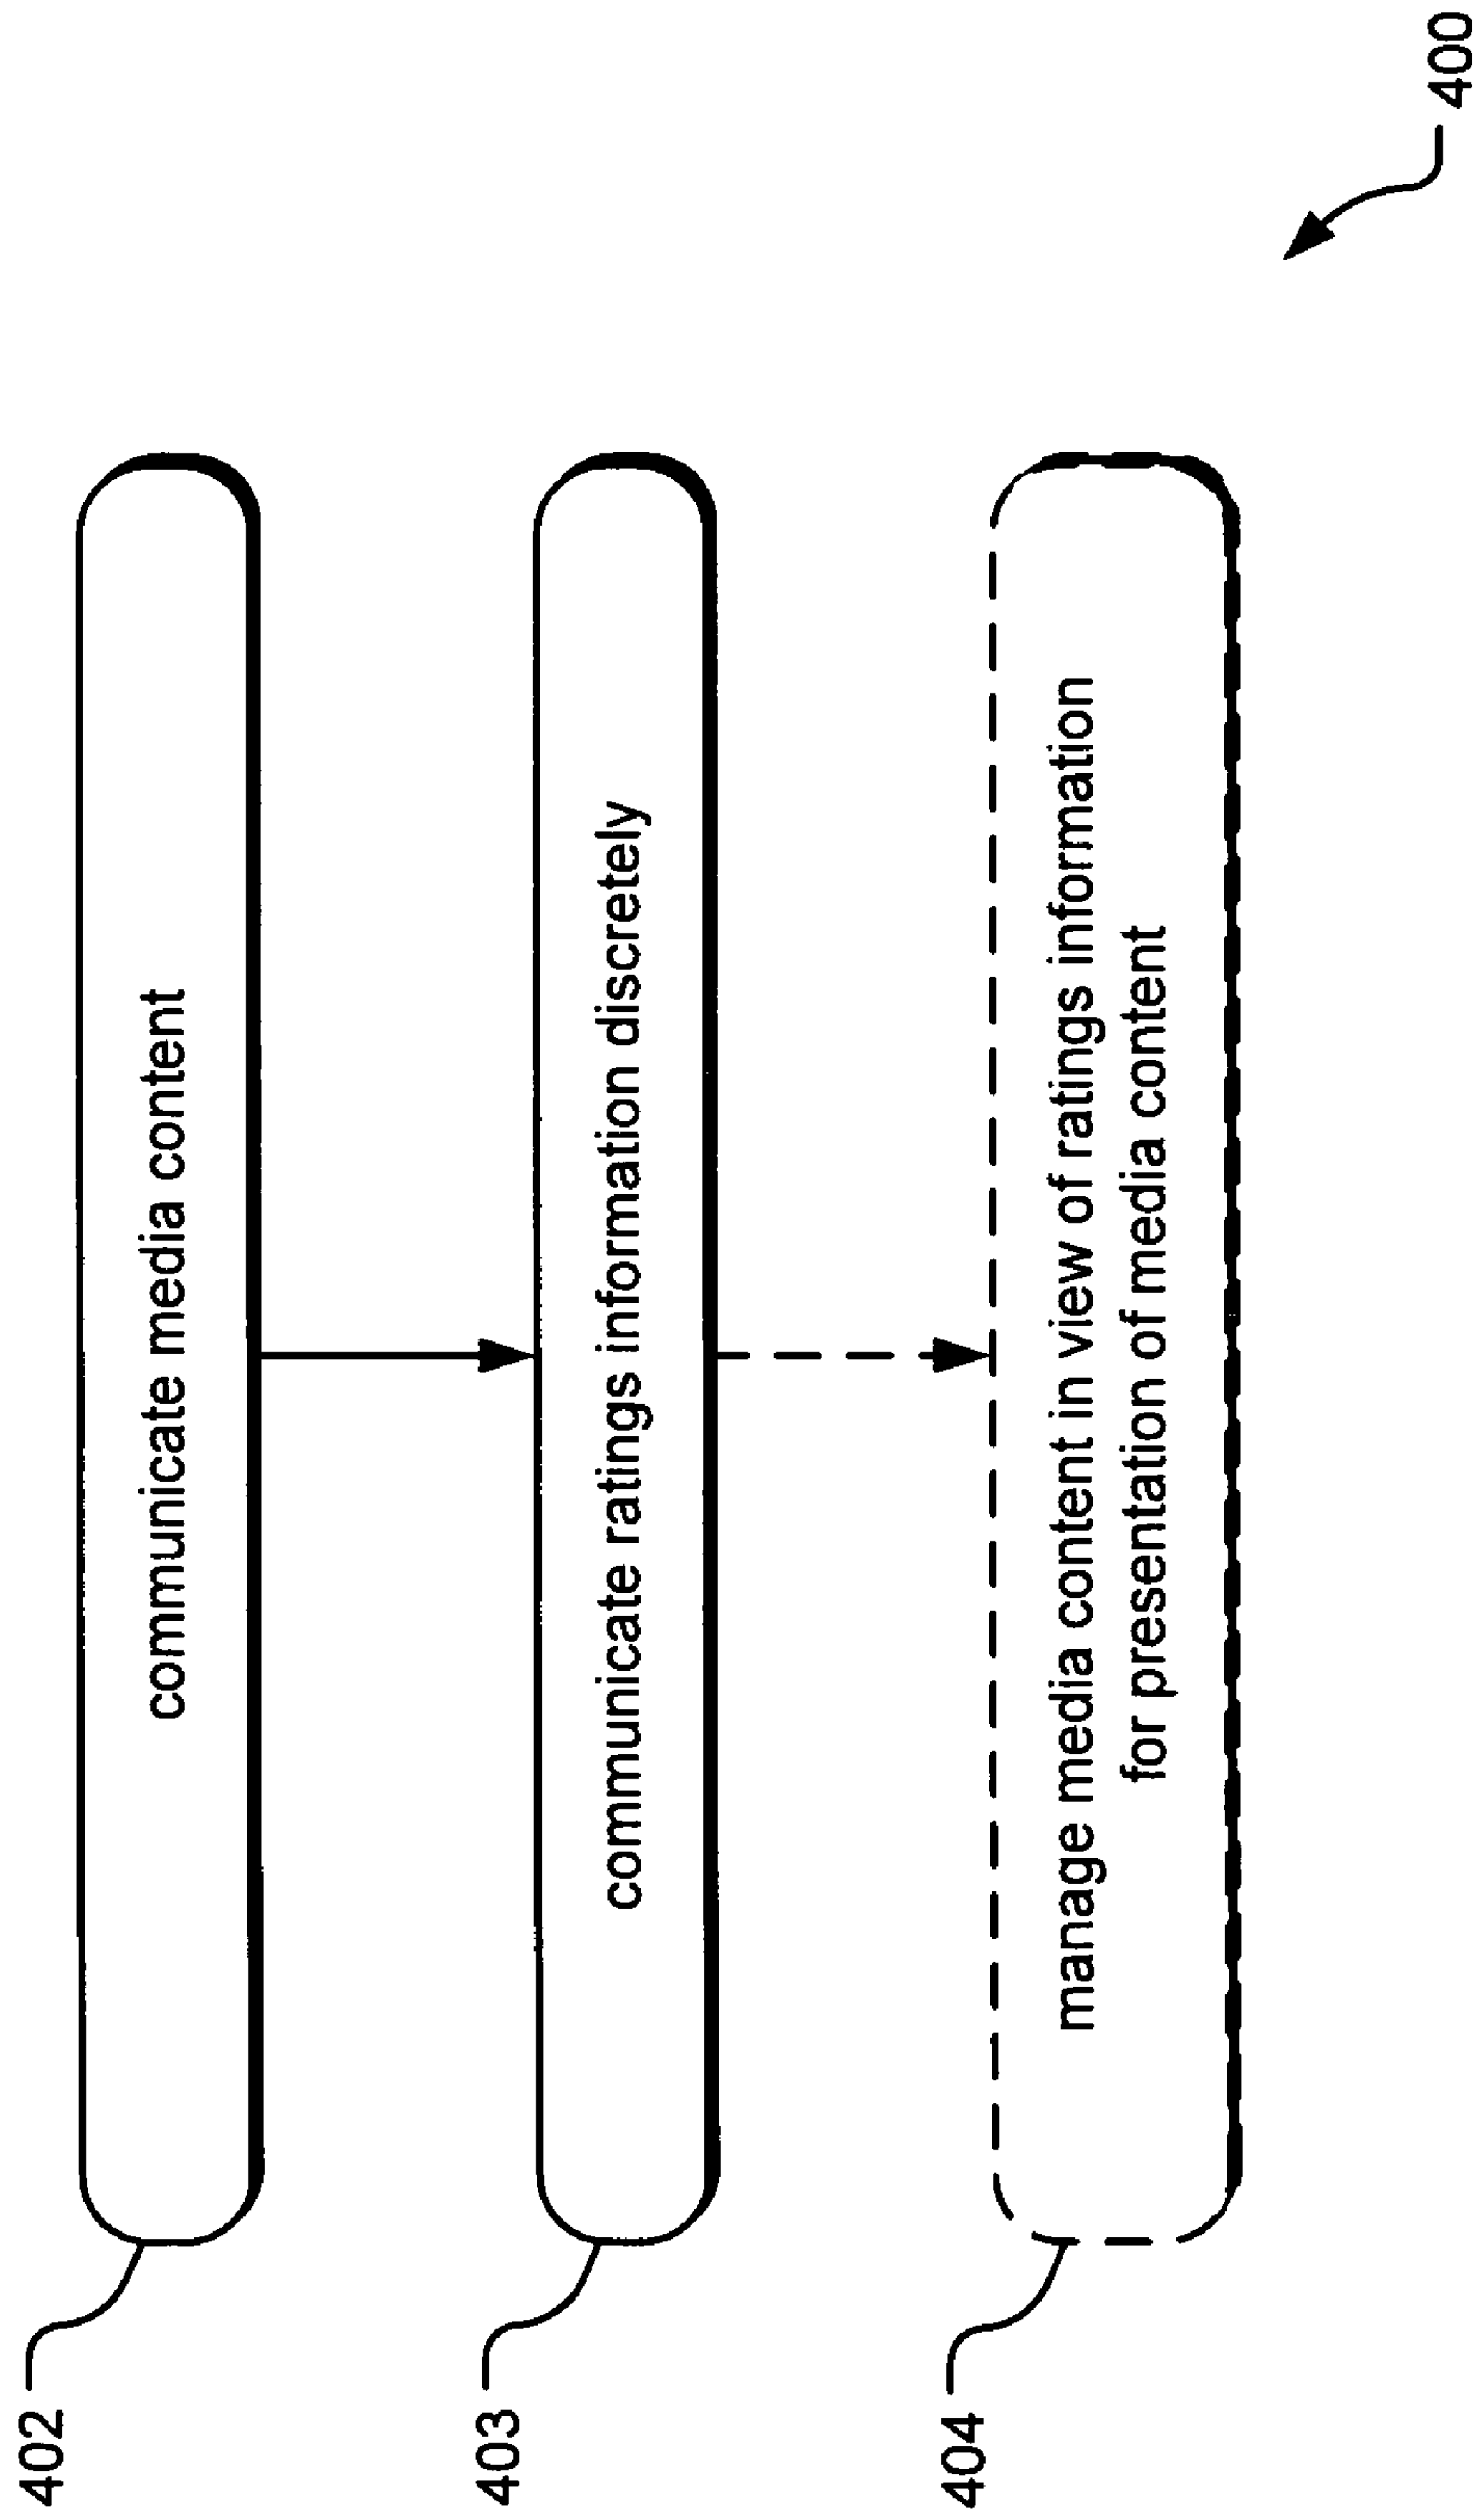 402
communicate media content
403
communicate ratings information discretely
404
manage media content in view of ratings information
for presentation of media content
400